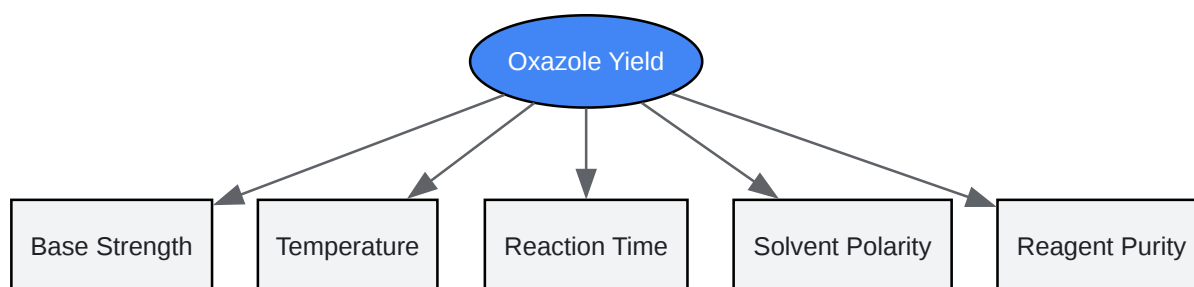 Oxazole Yield
Base Strength
Temperature
Reaction Time
Solvent Polarity
Reagent Purity